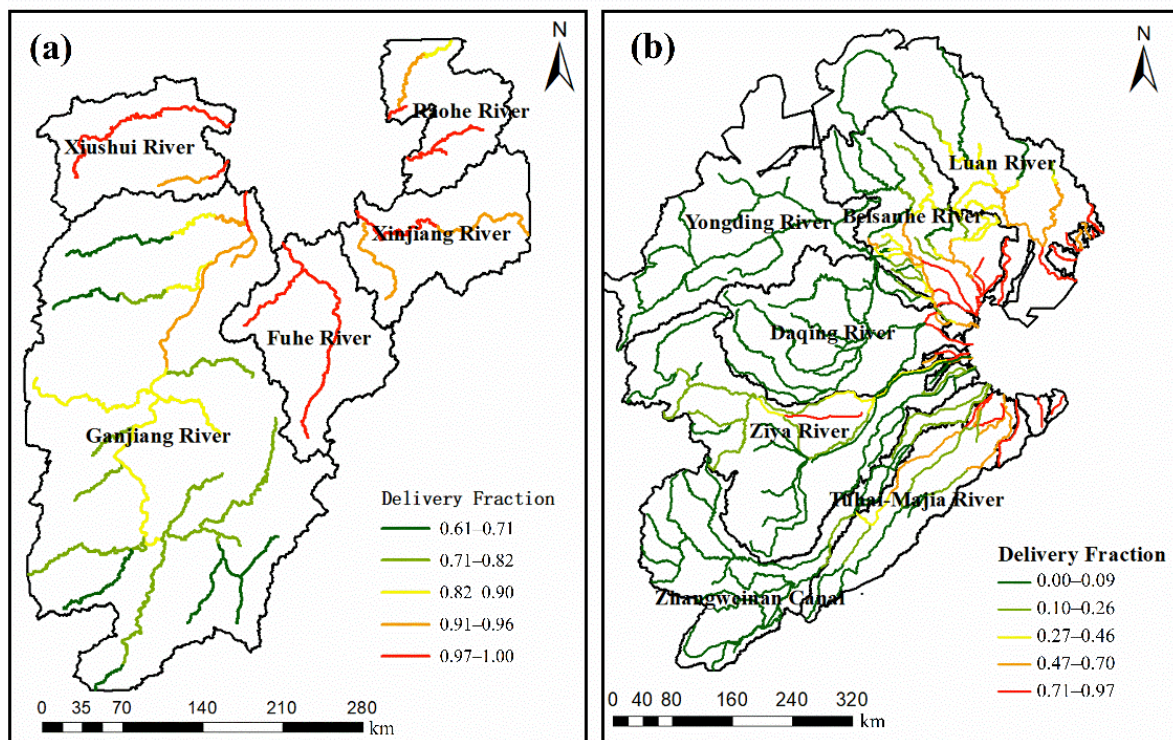 (a)
N
Raohe River
Xiushui River
Xinjiang River
Fuhe River
Ganjiang River
Delivery Fraction
0.61–0.71
0.71–0.82
0.82–0.90
0.91–0.96
0.97–1.00
0 35 70 140 210 280
km
(b)
N
Luan River
Beisanhe River
Yongding River
Daqing River
Ziya River
Tuhai-Majia River
Zhangweinan Canal
Delivery Fraction
0.00–0.09
0.10–0.26
0.27–0.46
0.47–0.70
0.71–0.97
0 40 80 160 240 320
km